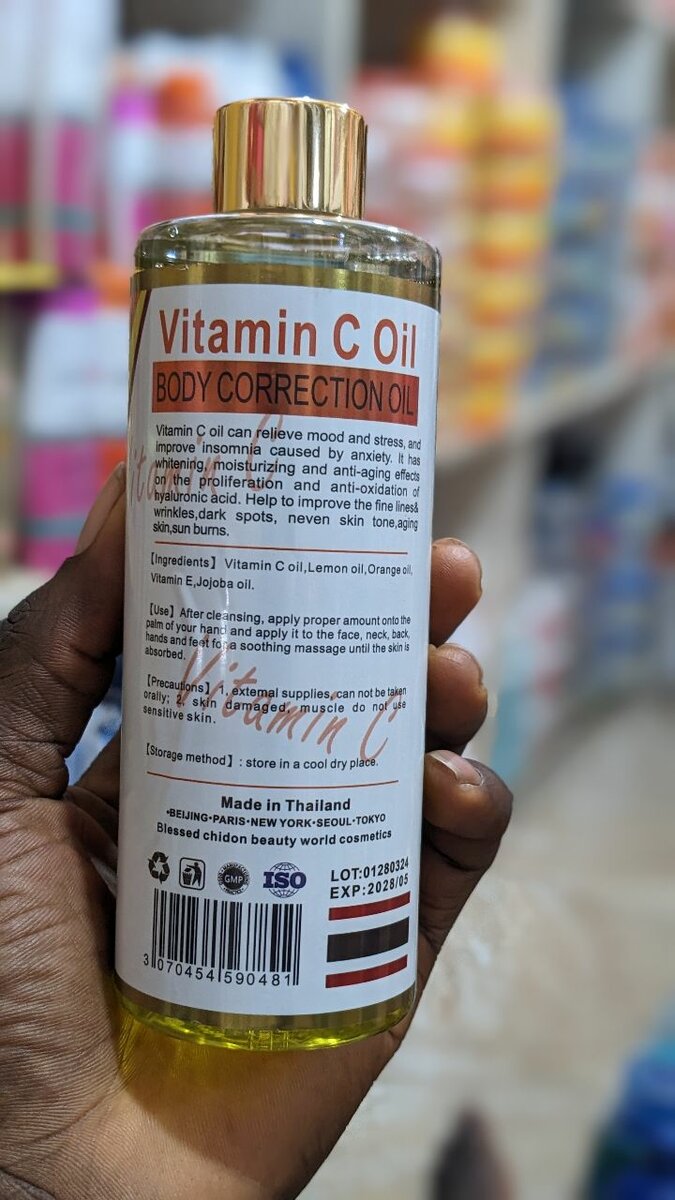 Vitamin C Oil
BODY CORRECTION OIL
Vitamin C oil can relieve mood and stress, and
improve insomnia caused by anxiety. It has
whitening, moisturizing and anti-aging effects
on the proliferation and anti-oxidation of
hyaluronic acid. Help to improve the fine lines&
wrinkles,dark spots, neven skin tone,aging
skin,sun burns.
Vitamin C
【Ingredients】 Vitamin C oil,Lemon oil,Orange oil,
Vitamin E,Jojoba oil.
【Use】After cleansing, apply proper amount onto the
palm of your hand and apply it to the face, neck, back,
hands and feet for a soothing massage until the skin is
absorbed.
【Precautions】 1. external supplies, can not be taken
orally; 2. skin damaged, muscle do not use
sensitive skin.
Vitamin C
【Storage method】: store in a cool dry place.
Made in Thailand
•BEIJING•PARIS•NEW YORK•SEOUL•TOKYO
Blessed chidon beauty world cosmetics
GMP
ISO
LOT:01280324
EXP:2028/05
3 070454 590481